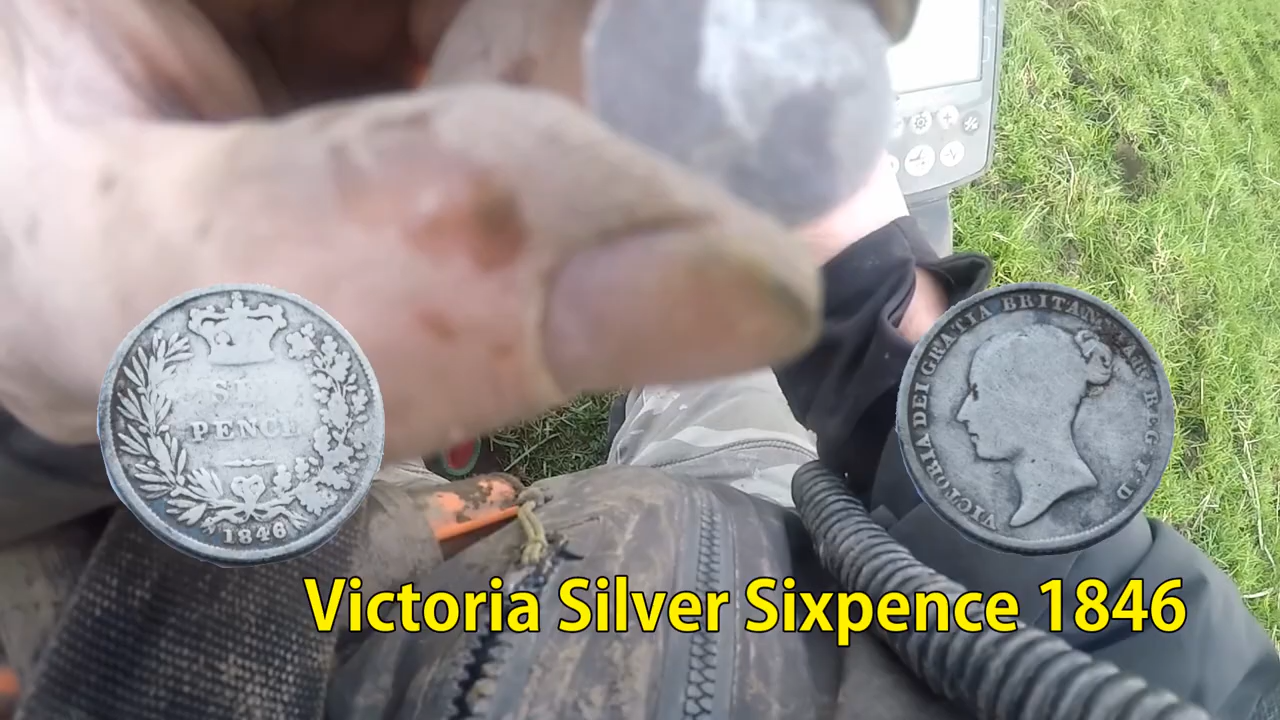 SIX
PENCE
1846
VICTORIA DEI GRATIA BRITANNIAR: REG: F: D:
Victoria Silver Sixpence 1846